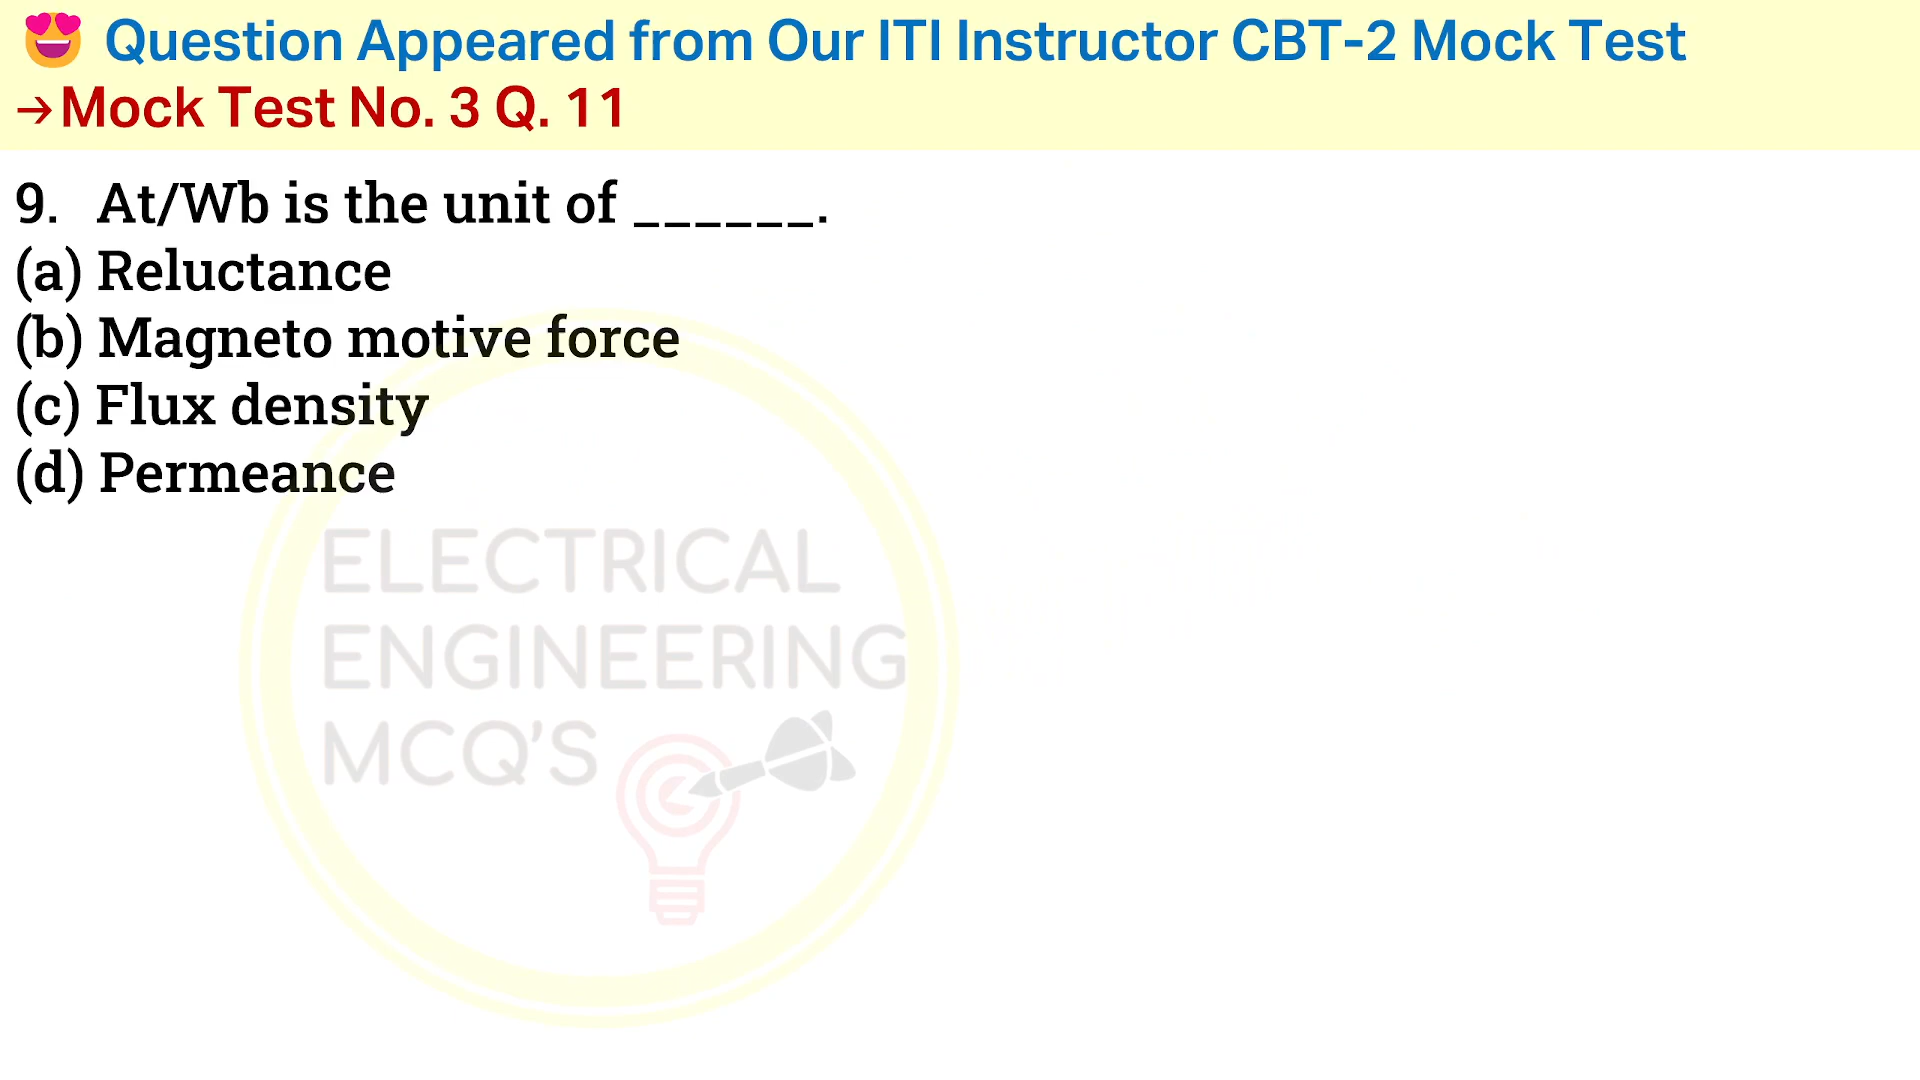 😍 Question Appeared from Our ITI Instructor CBT-2 Mock Test
→Mock Test No. 3 Q. 11
9. At/Wb is the unit of ______.
(a) Reluctance
(b) Magneto motive force
(c) Flux density
(d) Permeance
ELECTRICAL
ENGINEERING
MCQ’S